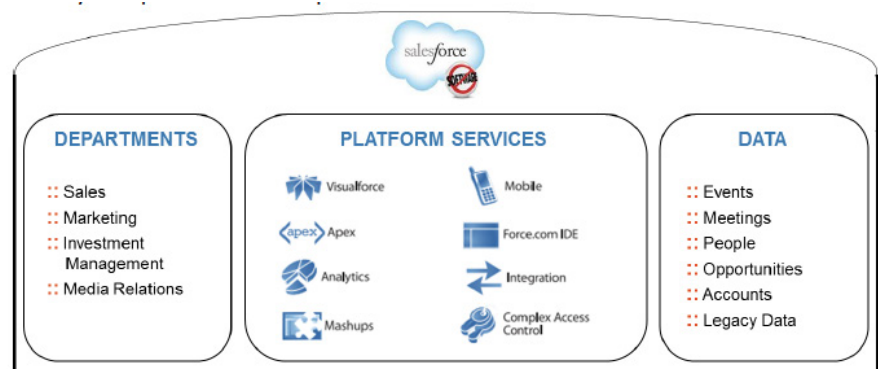 salesforce
SOFTWARE
DEPARTMENTS
:: Sales
:: Marketing
:: Investment
Management
:: Media Relations
PLATFORM SERVICES
Visualforce
Mobile
<apex> Apex
Force.com IDE
Analytics
Integration
Mashups
Complex Access
Control
DATA
:: Events
:: Meetings
:: People
:: Opportunities
:: Accounts
:: Legacy Data